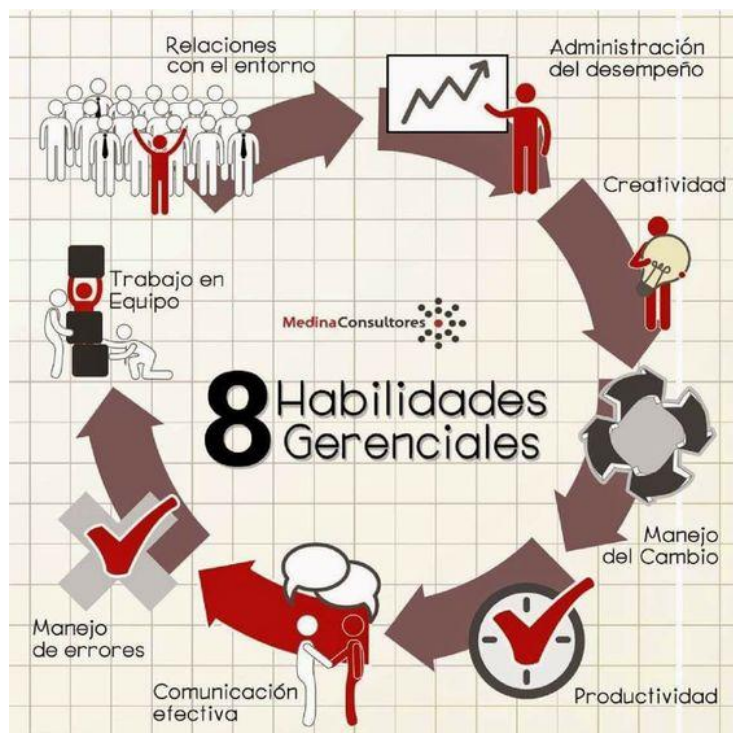 Relaciones
con el entorno
Administración
del desempeño
Creatividad
Trabajo en
Equipo
MedinaConsultores
8 Habilidades
Gerenciales
Manejo
del Cambio
Manejo
de errores
Comunicación
efectiva
Productividad